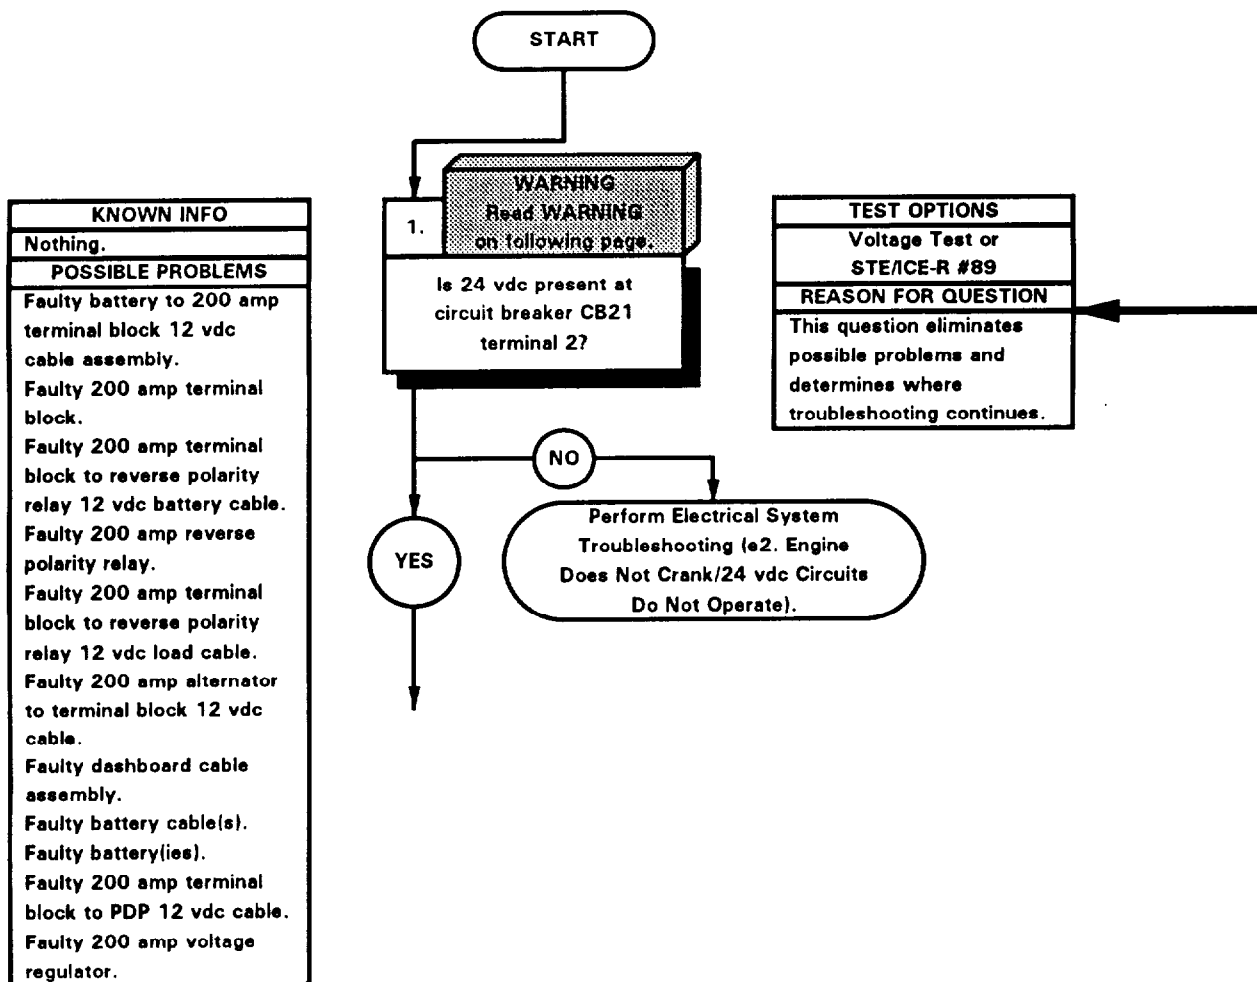 START
KNOWN INFO
Nothing.
POSSIBLE PROBLEMS
Faulty battery to 200 amp
terminal block 12 vdc
cable assembly.
Faulty 200 amp terminal
block.
Faulty 200 amp terminal
block to reverse polarity
relay 12 vdc battery cable.
Faulty 200 amp reverse
polarity relay.
Faulty 200 amp terminal
block to reverse polarity
relay 12 vdc load cable.
Faulty 200 amp alternator
to terminal block 12 vdc
cable.
Faulty dashboard cable
assembly.
Faulty battery cable(s).
Faulty battery(ies).
Faulty 200 amp terminal
block to PDP 12 vdc cable.
Faulty 200 amp voltage
regulator.
1.
WARNING
Read WARNING
on following page.
Is 24 vdc present at
circuit breaker CB21
terminal 2?
TEST OPTIONS
Voltage Test or
STE/ICE-R #89
REASON FOR QUESTION
This question eliminates
possible problems and
determines where
troubleshooting continues.
NO
YES
Perform Electrical System
Troubleshooting (e2. Engine
Does Not Crank/24 vdc Circuits
Do Not Operate).